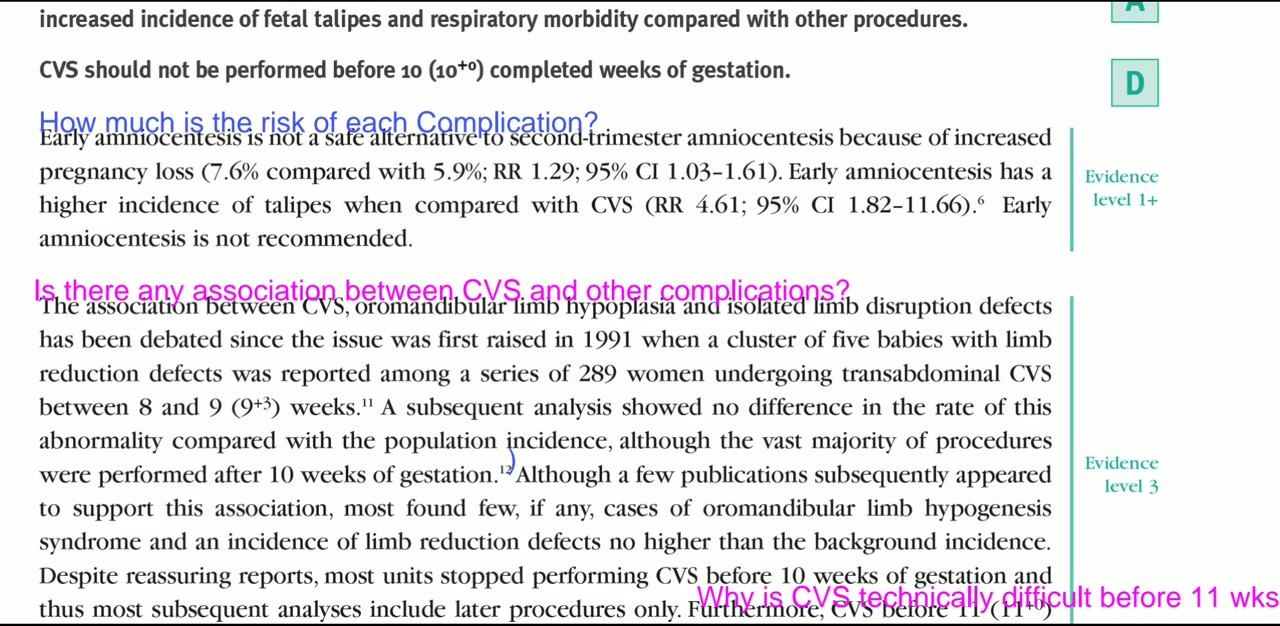 increased incidence of fetal talipes and respiratory morbidity compared with other procedures.
A
CVS should not be performed before 10 (10⁺⁰) completed weeks of gestation.
D
How much is the risk of each Complication?
Early amniocentesis is not a safe alternative to second-trimester amniocentesis because of increased
pregnancy loss (7.6% compared with 5.9%; RR 1.29; 95% CI 1.03–1.61). Early amniocentesis has a
higher incidence of talipes when compared with CVS (RR 4.61; 95% CI 1.82–11.66).⁶ Early
amniocentesis is not recommended.
Evidence
level 1+
Is there any association between CVS and other complications?
The association between CVS, oromandibular limb hypoplasia and isolated limb disruption defects
has been debated since the issue was first raised in 1991 when a cluster of five babies with limb
reduction defects was reported among a series of 289 women undergoing transabdominal CVS
between 8 and 9 (9⁺³) weeks.¹¹ A subsequent analysis showed no difference in the rate of this
abnormality compared with the population incidence, although the vast majority of procedures
were performed after 10 weeks of gestation.¹² Although a few publications subsequently appeared
to support this association, most found few, if any, cases of oromandibular limb hypogenesis
syndrome and an incidence of limb reduction defects no higher than the background incidence.
Despite reassuring reports, most units stopped performing CVS before 10 weeks of gestation and
thus most subsequent analyses include later procedures only. Furthermore, CVS before 11 (11⁺⁰)
Evidence
level 3
Why is CVS technically difficult before 11 wks